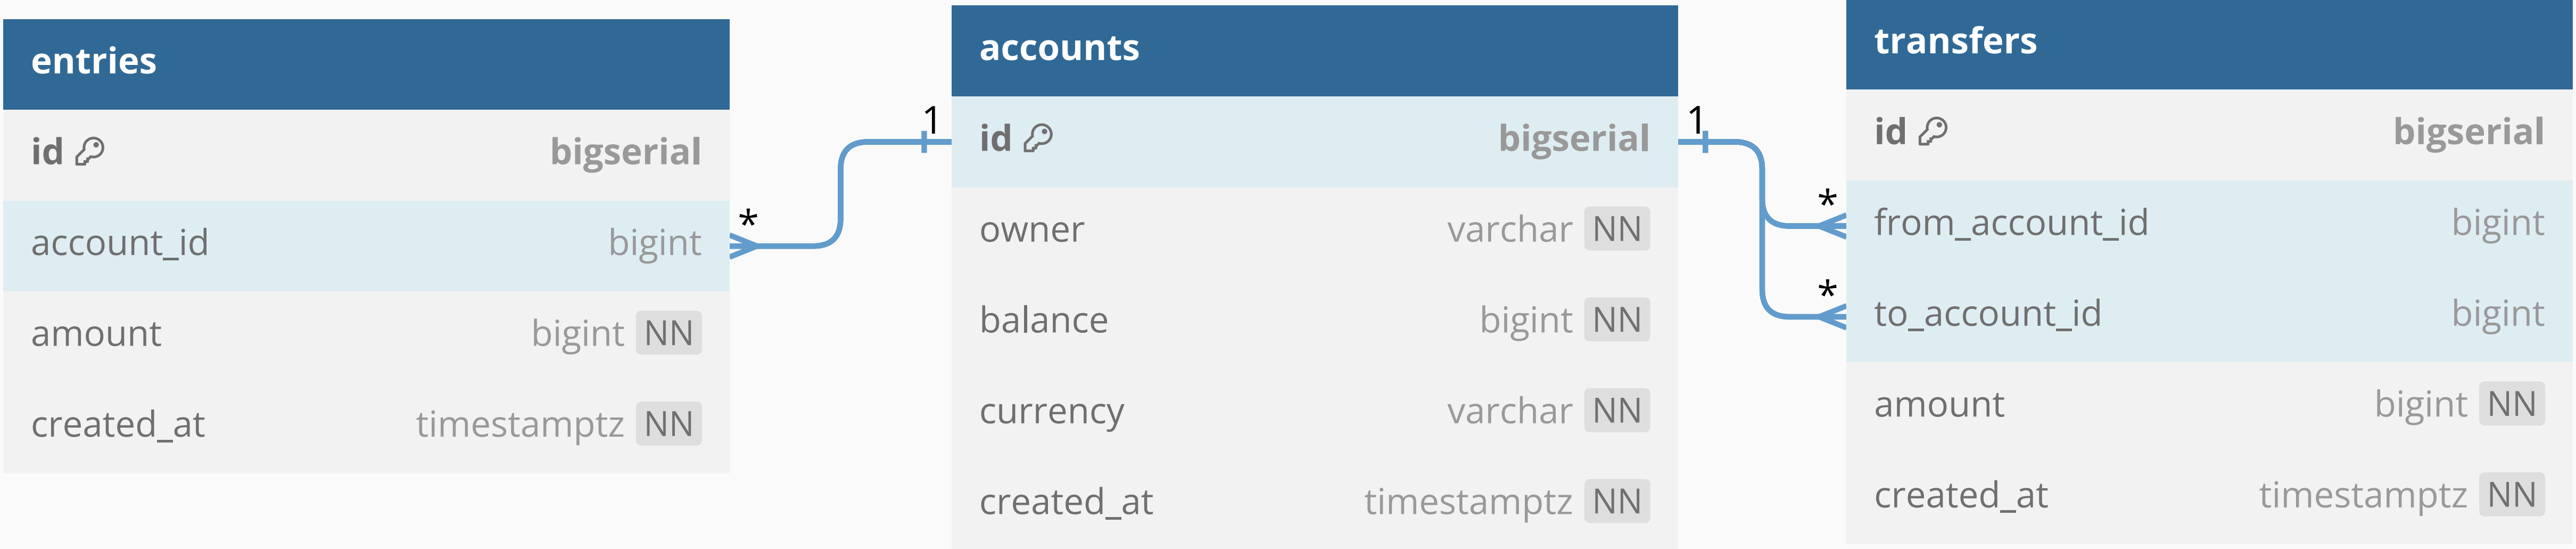 entries
id bigserial
account_id bigint
amount bigint NN
created_at timestamptz NN
1
*
accounts
id bigserial
owner varchar NN
balance bigint NN
currency varchar NN
created_at timestamptz NN
1
*
*
transfers
id bigserial
from_account_id bigint
to_account_id bigint
amount bigint NN
created_at timestamptz NN